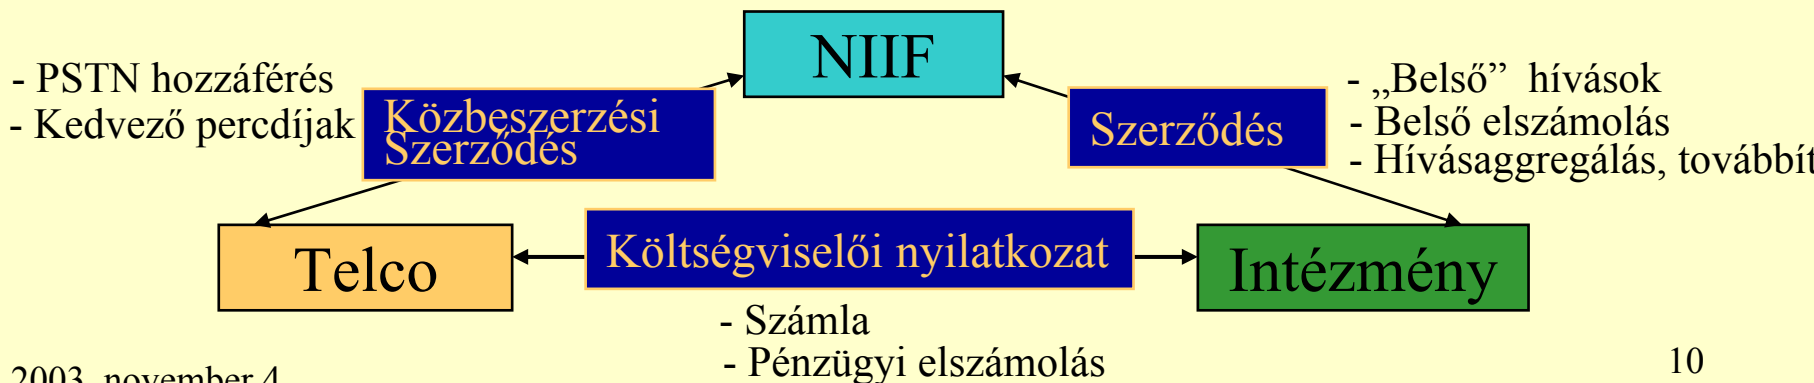 NIIF
- PSTN hozzáférés
- Kedvező percdíjak
Közbeszerzési
Szerződés
Szerződés
- „Belső” hívások
- Belső elszámolás
- Hívásaggregálás, továbbít
Telco
Költségviselői nyilatkozat
Intézmény
- Számla
- Pénzügyi elszámolás
2003. november 4
10